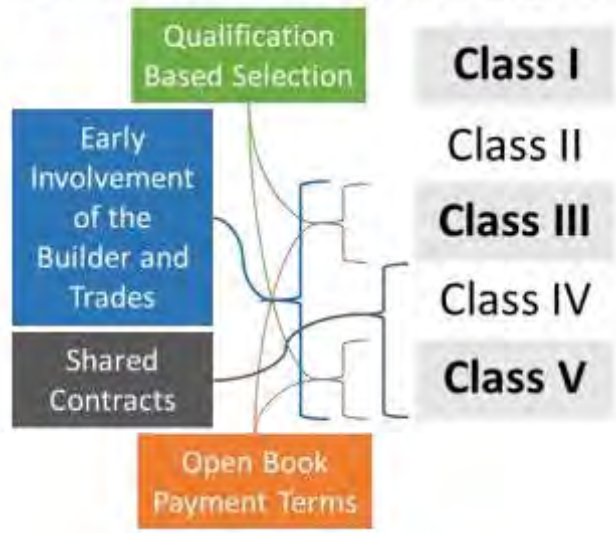 Qualification
Based Selection
Early
Involvement
of the
Builder and
Trades
Shared
Contracts
Open Book
Payment Terms
Class I
Class II
Class III
Class IV
Class V